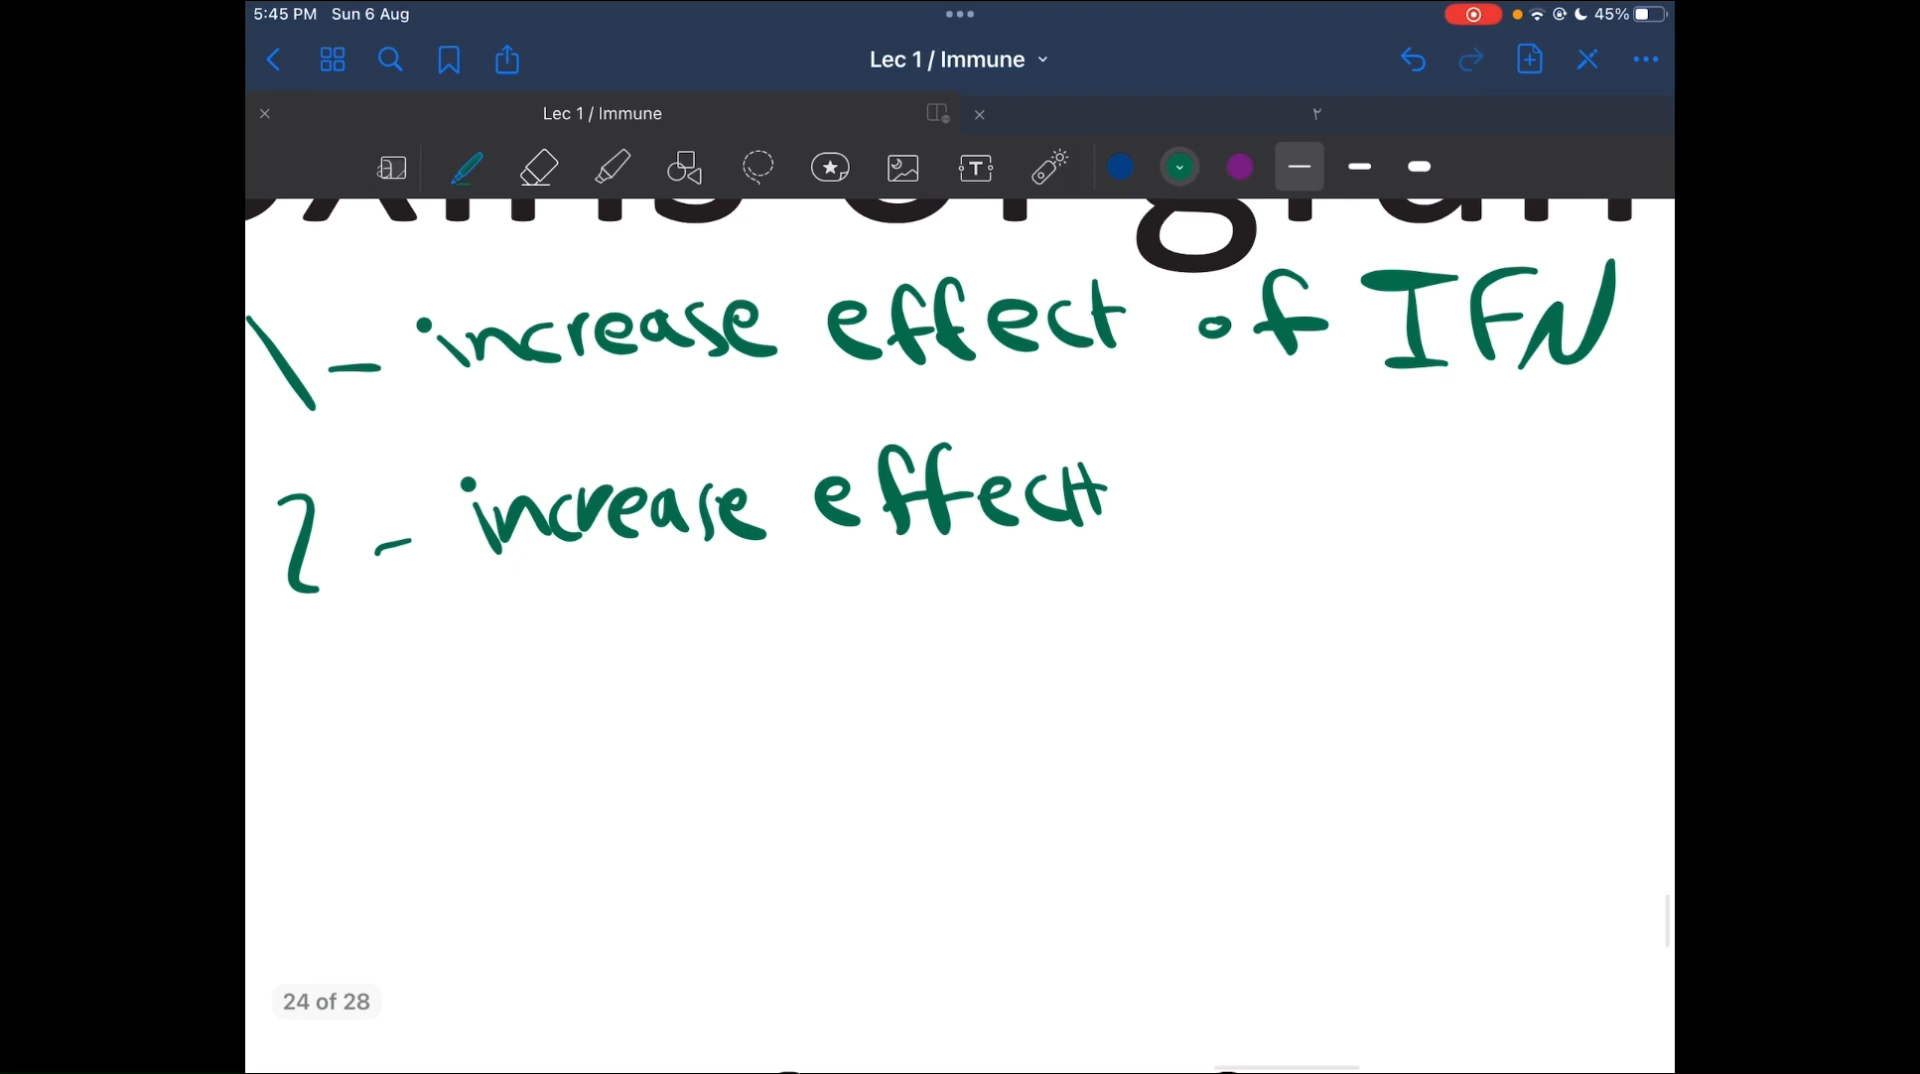 5:45 PM Sun 6 Aug 45%
Lec 1 / Immune
Lec 1 / Immune ٢
1- increase effect of IFN
2- increase effect
24 of 28